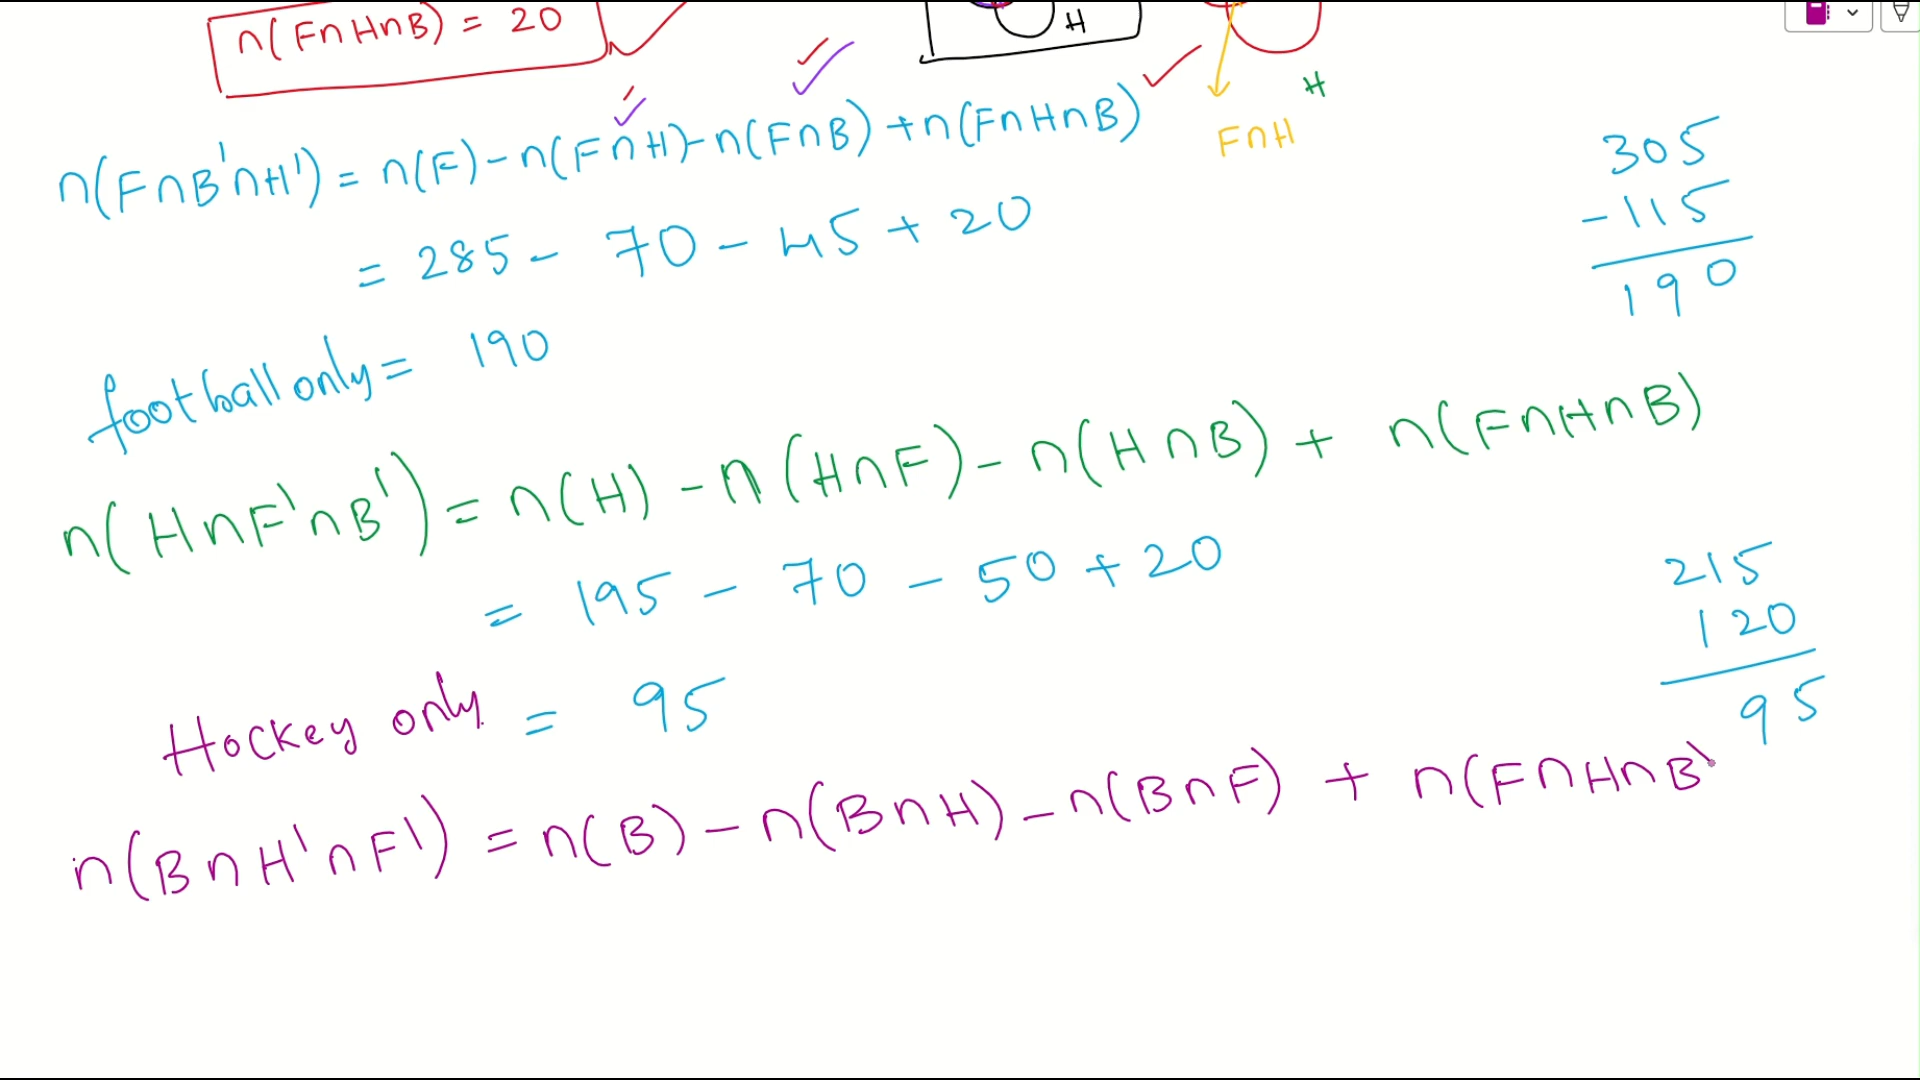 n(F∩H∩B) = 20
H
H
F∩H
n(F∩B'∩H') = n(F) - n(F∩H) - n(F∩B) + n(F∩H∩B)
= 285 - 70 - 45 + 20
305
- 115
190
football only = 190
n(H∩F'∩B') = n(H) - n(H∩F) - n(H∩B) + n(F∩H∩B)
= 195 - 70 - 50 + 20
215
120
95
Hockey only = 95
n(B∩H'∩F') = n(B) - n(B∩H) - n(B∩F) + n(F∩H∩B